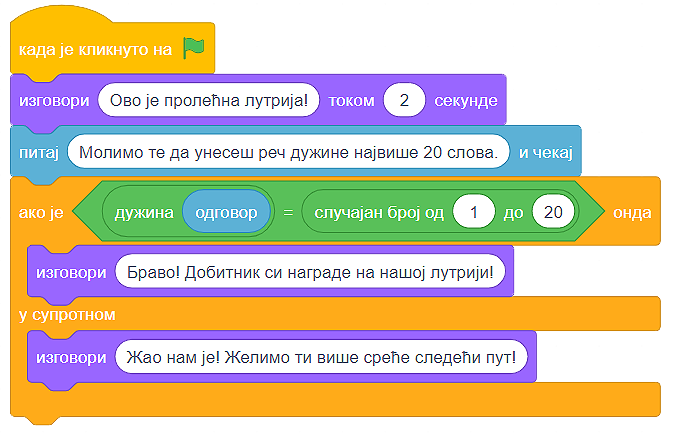 када је кликнуто на
изговори Ово је пролећна лутрија! током 2 секунде
питај Молимо те да унесеш реч дужине највише 20 слова. и чекај
ако је дужина одговор = случајан број од 1 до 20 онда
изговори Браво! Добитник си награде на нашој лутрији!
у супротном
изговори Жао нам је! Желимо ти више среће следећи пут!